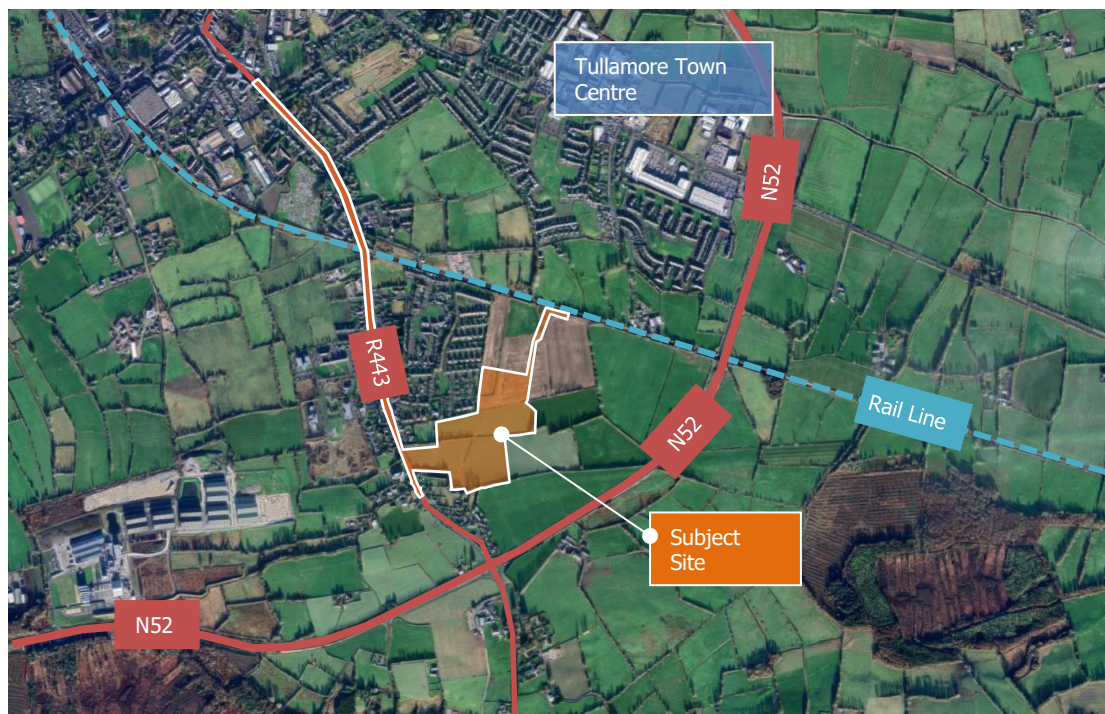 Tullamore Town
Centre
N52
R443
Rail Line
N52
Subject
Site
N52